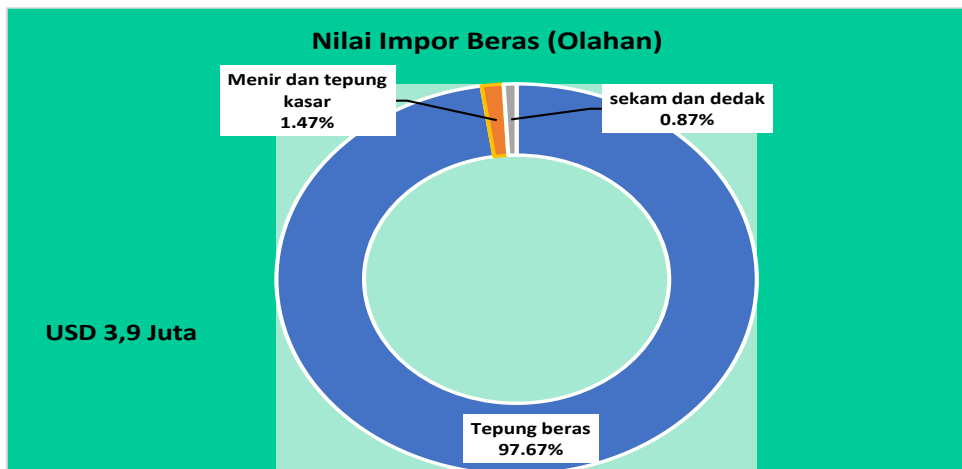 Nilai Impor Beras (Olahan)
Menir dan tepung
kasar
1.47%
sekam dan dedak
0.87%
USD 3,9 Juta
Tepung beras
97.67%